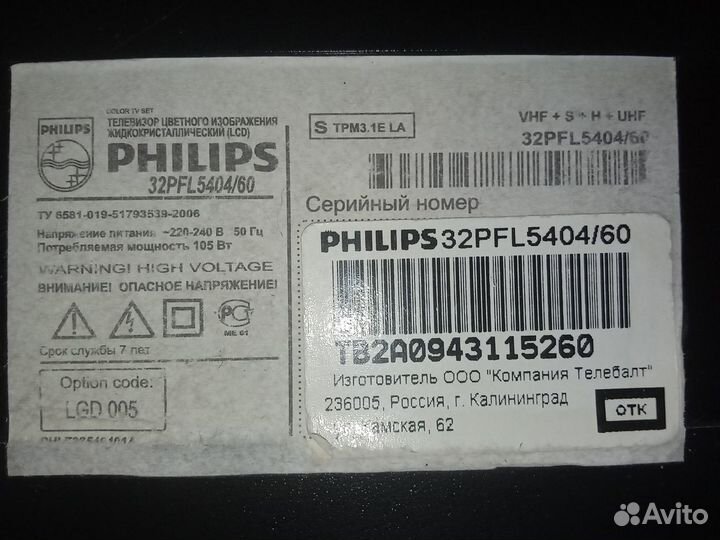 COLOR TV SET
ТЕЛЕВИЗОР ЦВЕТНОГО ИЗОБРАЖЕНИЯ
ЖИДКОКРИСТАЛЛИЧЕСКИЙ (LCD)
PHILIPS
PHILIPS
32PFL5404/60
ТУ 6581-019-51793539-2006
Напряжение питания ~220-240 В 50 Гц
Потребляемая мощность 105 Вт
WARNING! HIGH VOLTAGE
ВНИМАНИЕ! ОПАСНОЕ НАПРЯЖЕНИЕ!
МЕ 61
Срок службы 7 лет
Option code:
LGD 005
S TPM3.1E LA
VHF + S + H + UHF
32PFL5404/60
Серийный номер
PHILIPS 32PFL5404/60
TB2A0943115260
Изготовитель ООО "Компания Телебалт"
236005, Россия, г. Калининград
62
ОТК
Avito